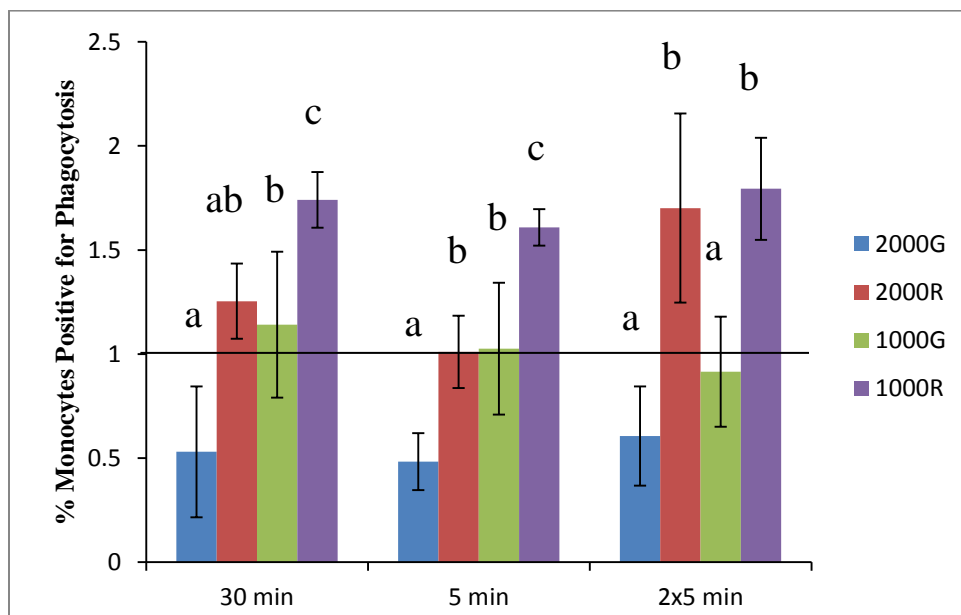 % Monocytes Positive for Phagocytosis
2.5
2
1.5
1
0.5
0
a
ab
b
c
a
b
b
c
a
b
a
b
30 min
5 min
2x5 min
2000G
2000R
1000G
1000R